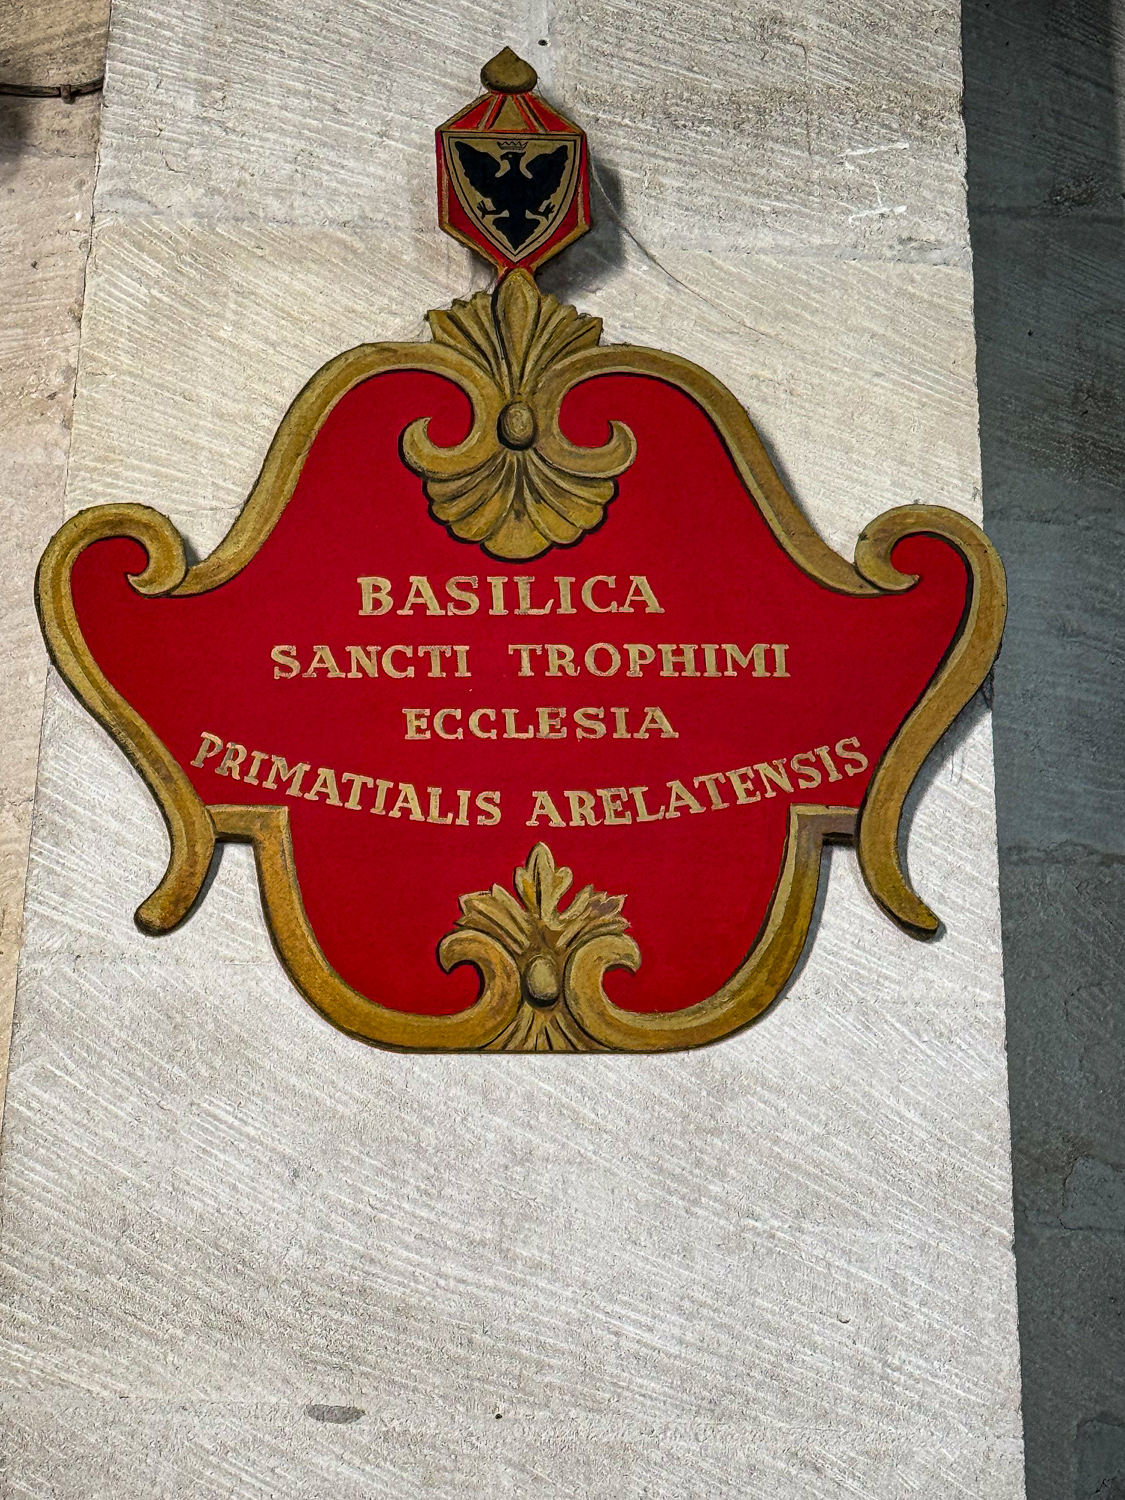 BASILICA
SANCTI TROPHIMI
ECCLESIA
PRIMATIALIS ARELATENSIS